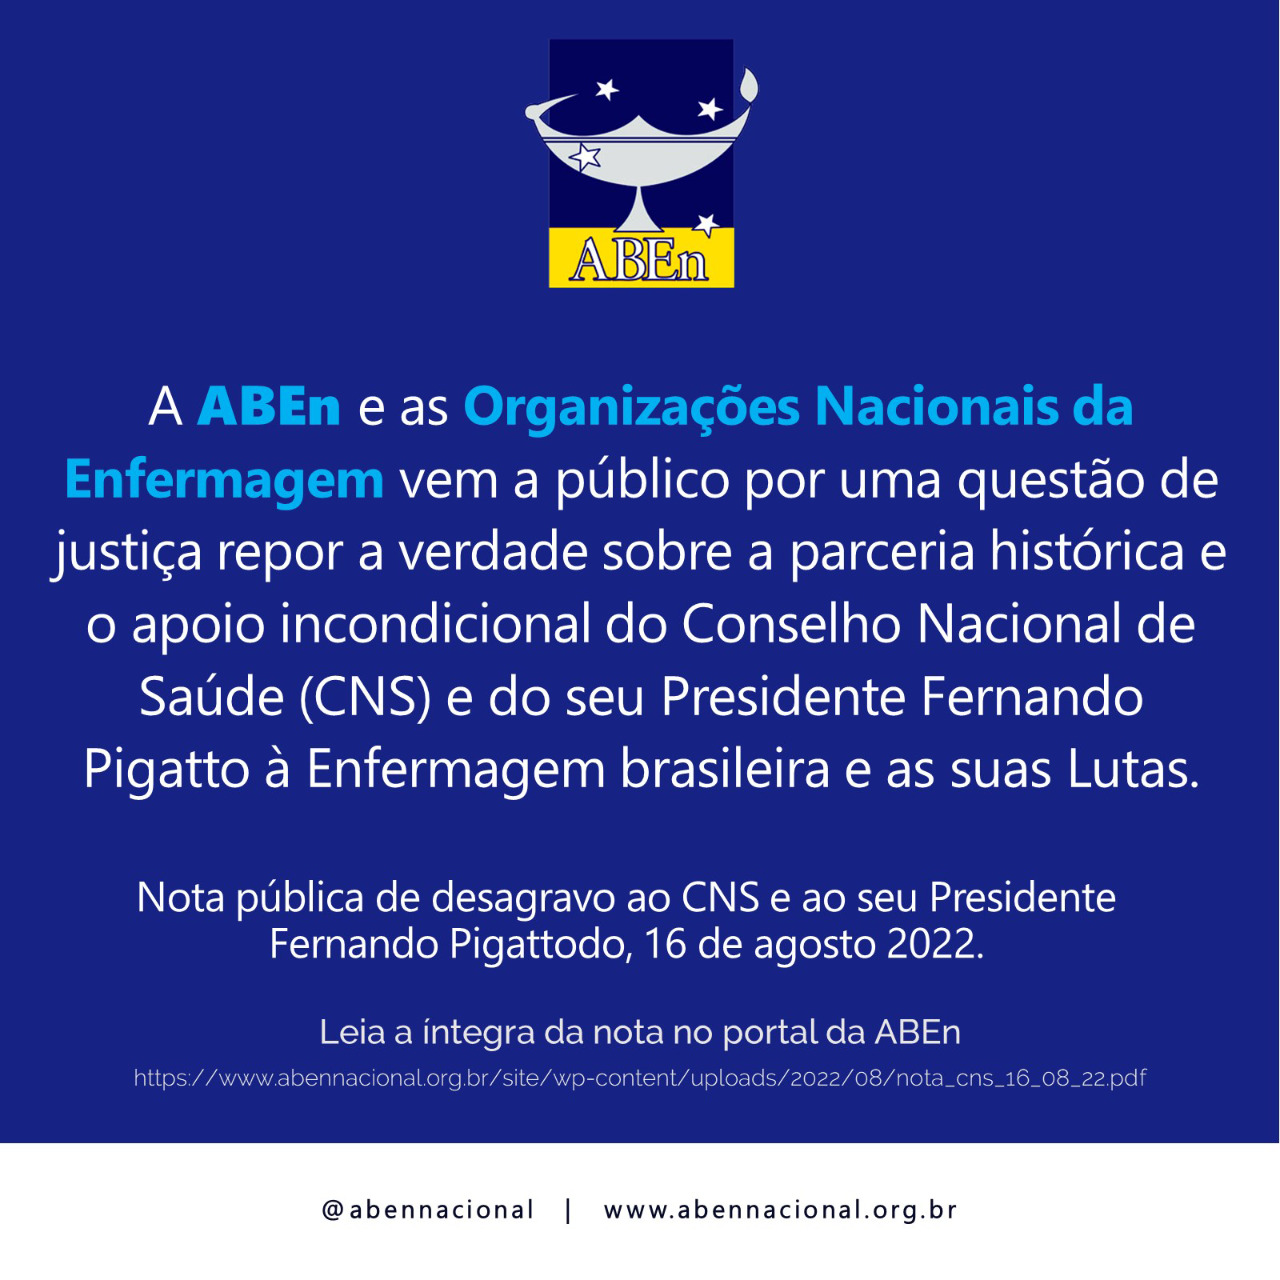 ABEn
A ABEn e as Organizações Nacionais da
Enfermagem vem a público por uma questão de
justiça repor a verdade sobre a parceria histórica e
o apoio incondicional do Conselho Nacional de
Saúde (CNS) e do seu Presidente Fernando
Pigatto à Enfermagem brasileira e as suas Lutas.
Nota pública de desagravo ao CNS e ao seu Presidente
Fernando Pigattodo, 16 de agosto 2022.
Leia a íntegra da nota no portal da ABEn
https://www.abennacional.org.br/site/wp-content/uploads/2022/08/nota_cns_16_08_22.pdf
@abennacional | www.abennacional.org.br